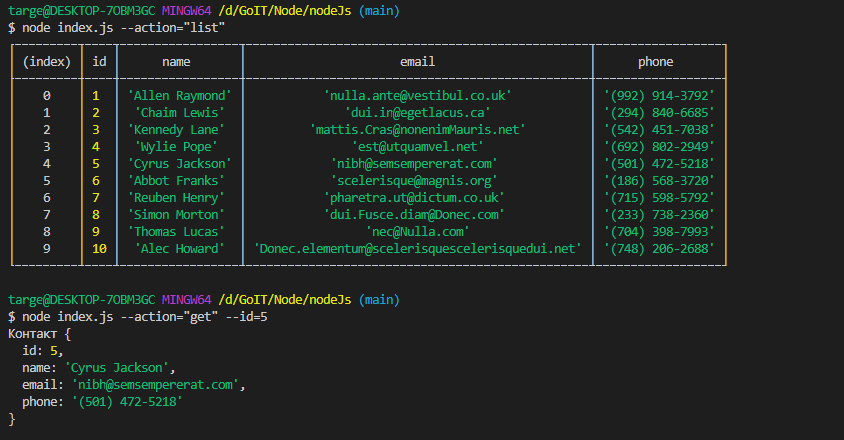 targe@DESKTOP-7OBM3GC MINGW64 /d/GoIT/Node/nodeJs (main)
$ node index.js --action="list"
(index) id name email phone
0 1 'Allen Raymond' 'nulla.ante@vestibul.co.uk' '(992) 914-3792'
1 2 'Chaim Lewis' 'dui.in@egetlacus.ca' '(294) 840-6685'
2 3 'Kennedy Lane' 'mattis.Cras@nonenimMauris.net' '(542) 451-7038'
3 4 'Wylie Pope' 'est@utquamvel.net' '(692) 802-2949'
4 5 'Cyrus Jackson' 'nibh@semsempererat.com' '(501) 472-5218'
5 6 'Abbot Franks' 'scelerisque@magnis.org' '(186) 568-3720'
6 7 'Reuben Henry' 'pharetra.ut@dictum.co.uk' '(715) 598-5792'
7 8 'Simon Morton' 'dui.Fusce.diam@Donec.com' '(233) 738-2360'
8 9 'Thomas Lucas' 'nec@Nulla.com' '(704) 398-7993'
9 10 'Alec Howard' 'Donec.elementum@scelerisquescelerisquedui.net' '(748) 206-2688'
targe@DESKTOP-7OBM3GC MINGW64 /d/GoIT/Node/nodeJs (main)
$ node index.js --action="get" --id=5
Контакт {
id: 5,
name: 'Cyrus Jackson',
email: 'nibh@semsempererat.com',
phone: '(501) 472-5218'
}